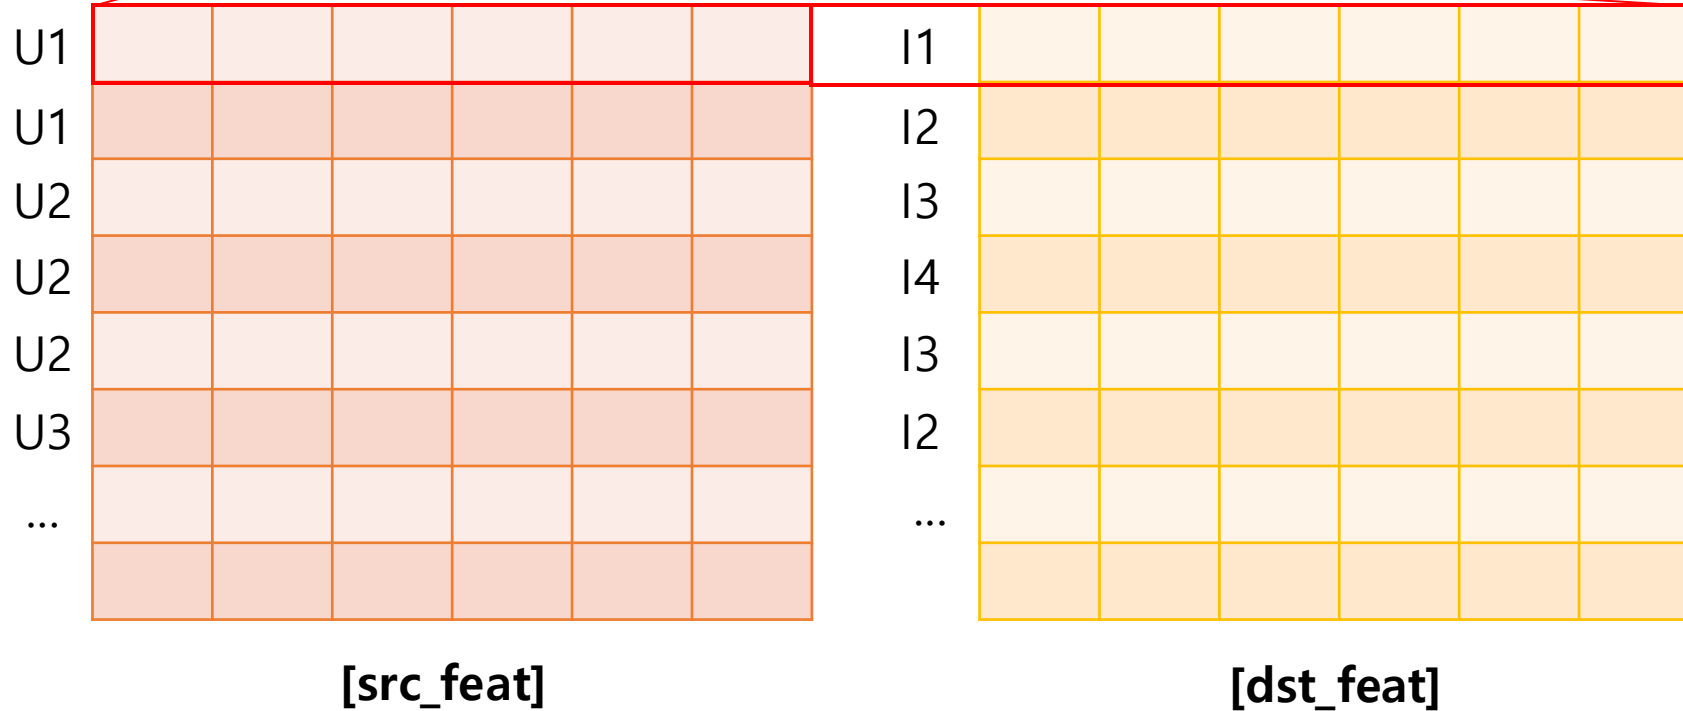 U1 I1
U1 I2
U2 I3
U2 I4
U2 I3
U3 I2
... ...
[src_feat] [dst_feat]